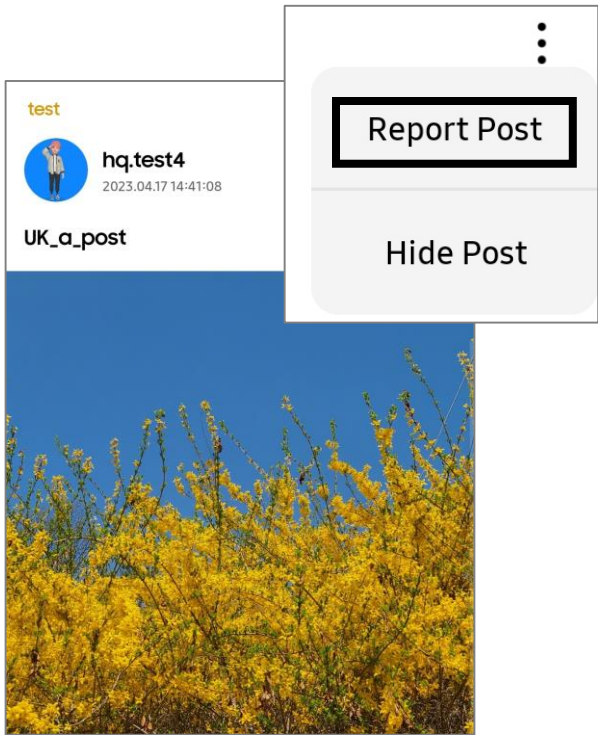 test
hq.test4
2023.04.17 14:41:08
UK_a_post
Report Post
Hide Post